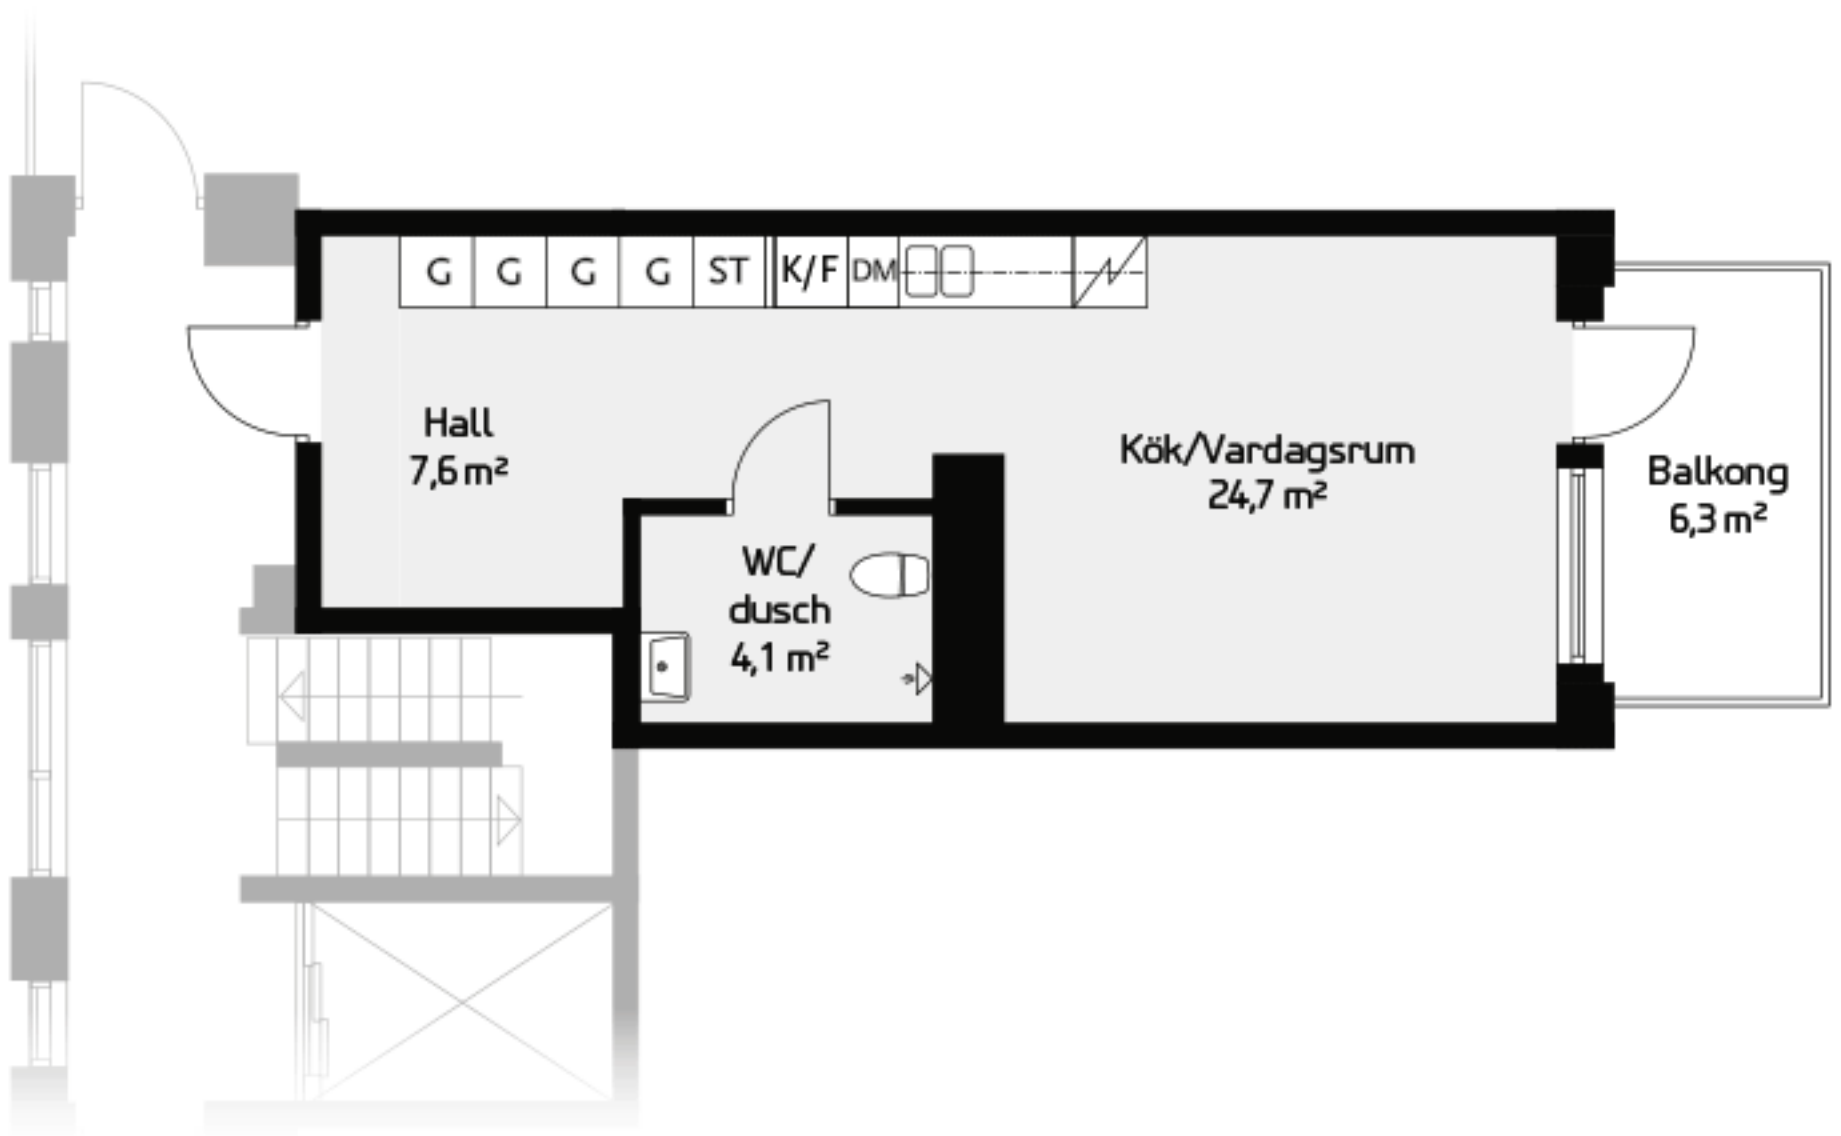 G G G G ST K/F DM
Hall
7,6 m²
Kök/Vardagsrum
24,7 m²
Balkong
6,3 m²
WC/
dusch
4,1 m²